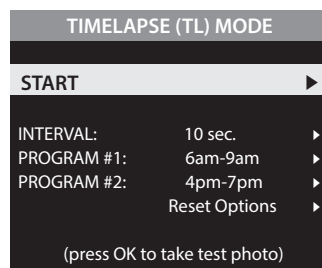 TIMELAPSE (TL) MODE
START
INTERVAL: 10 sec.
PROGRAM #1: 6am-9am
PROGRAM #2: 4pm-7pm
Reset Options
(press OK to take test photo)